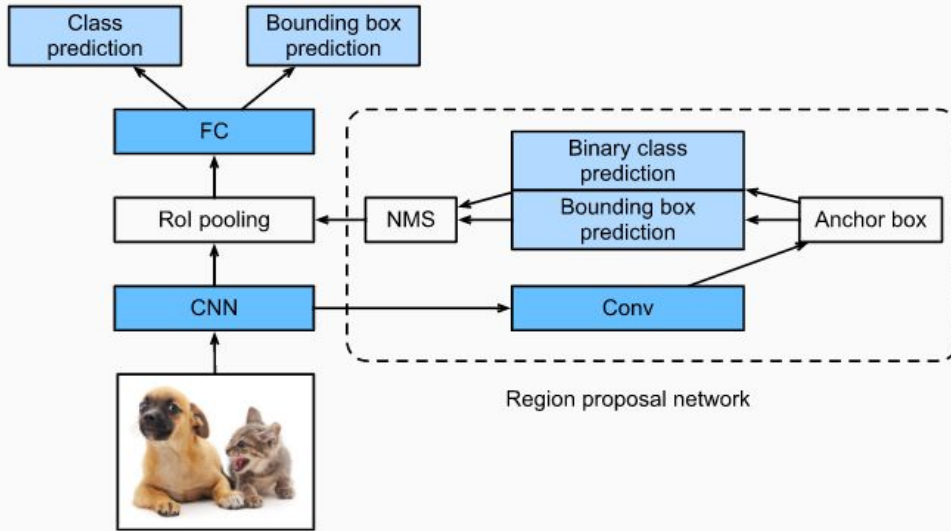 Class
prediction
Bounding box
prediction
FC
Binary class
prediction
RoI pooling
NMS
Bounding box
prediction
Anchor box
CNN
Conv
Region proposal network